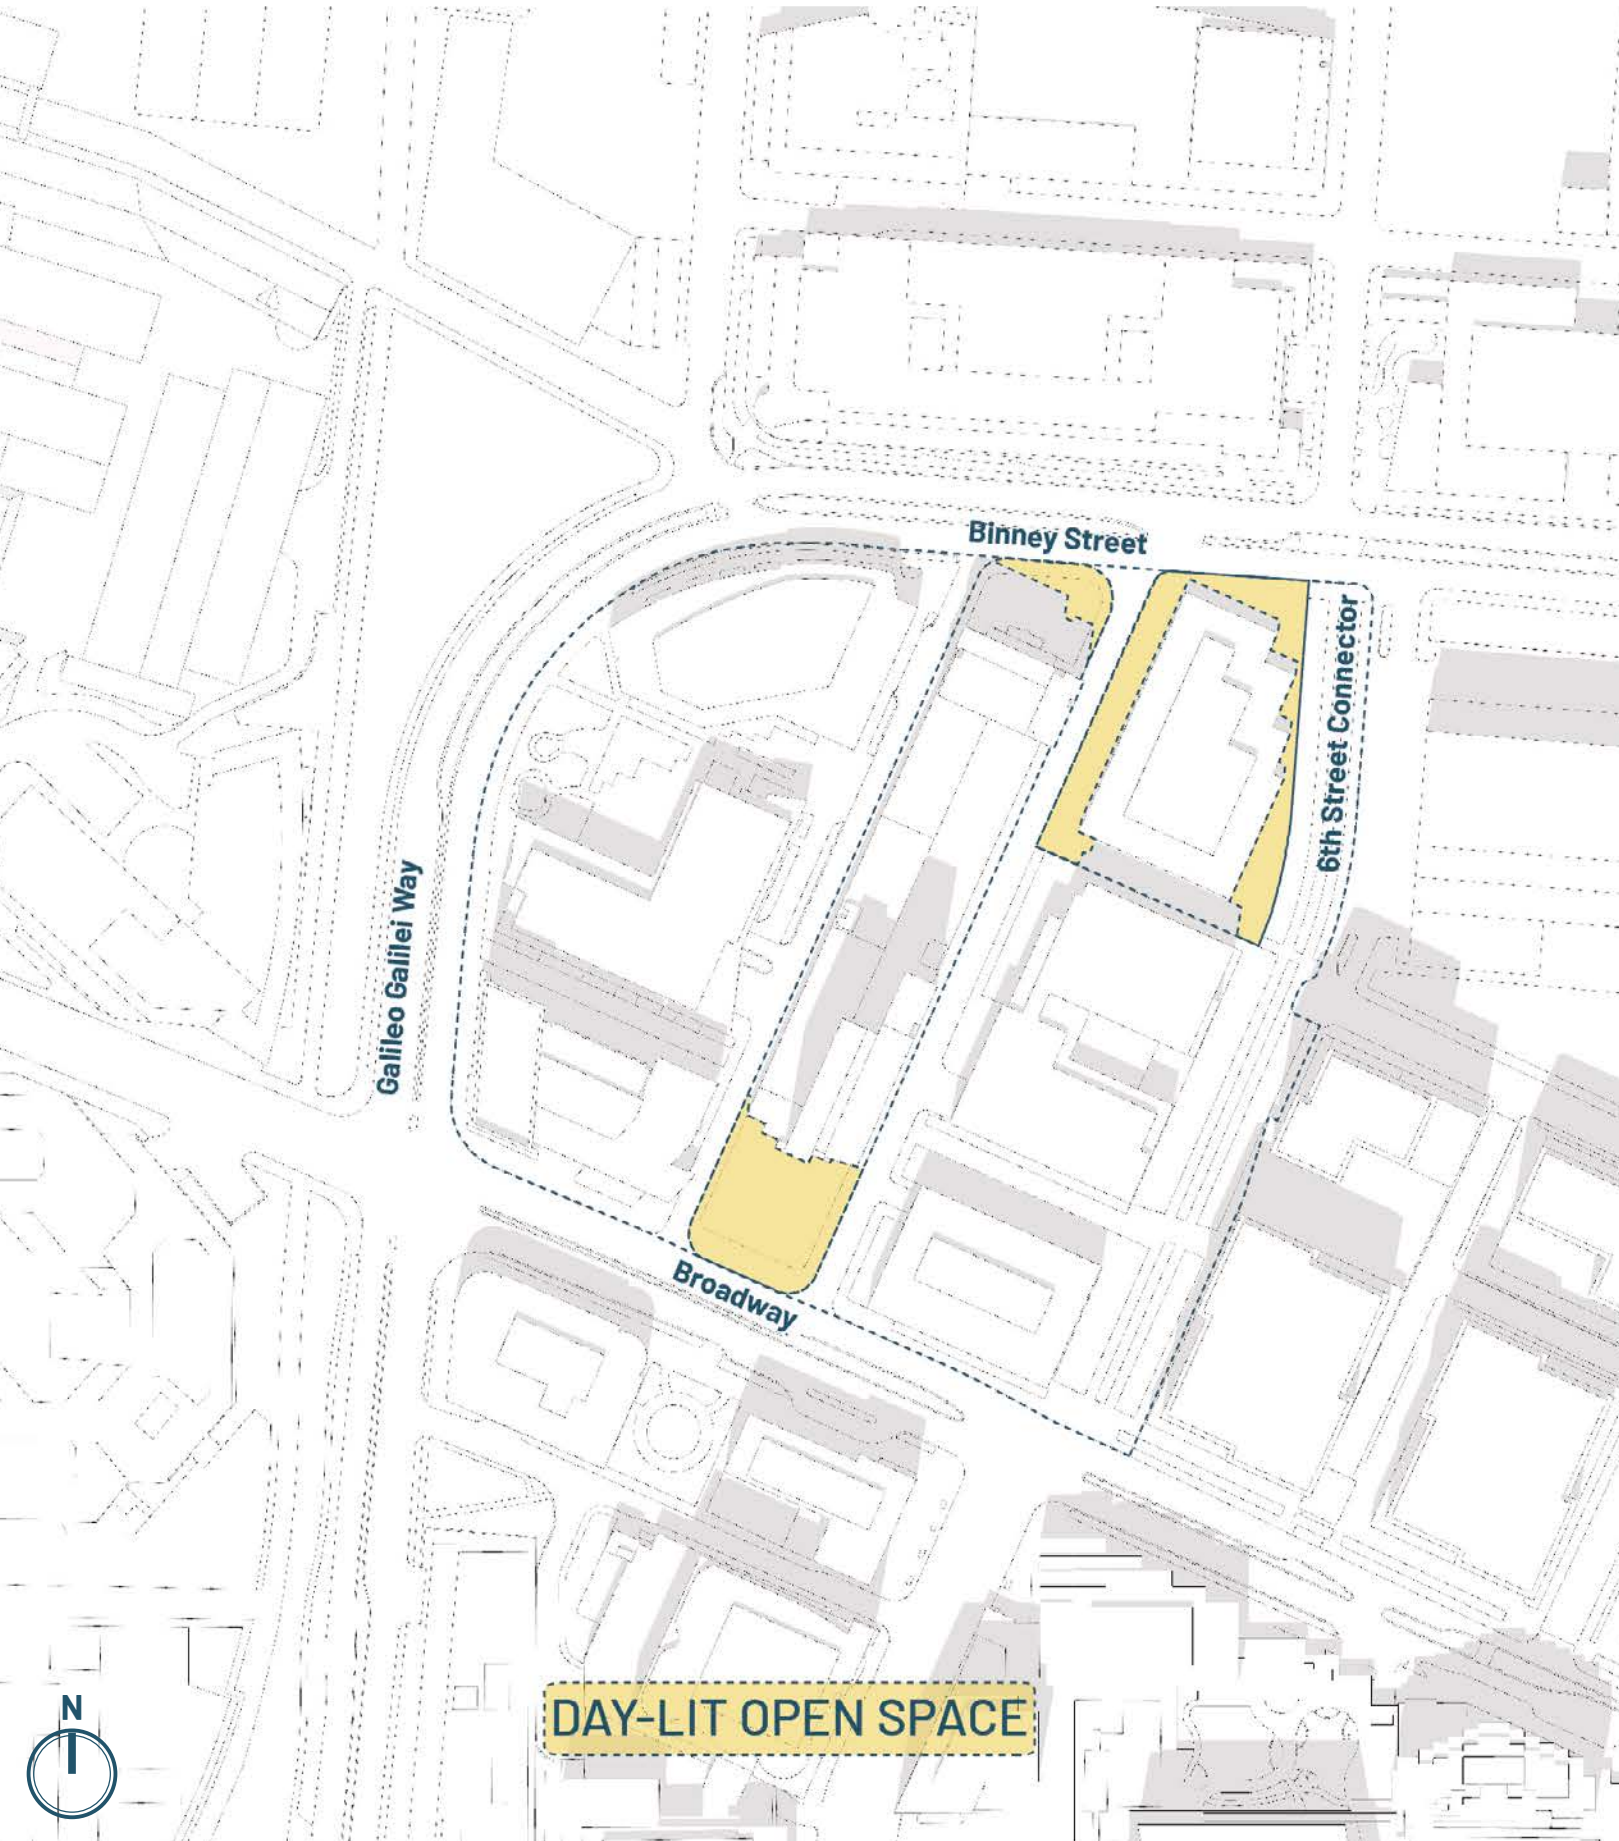 Binney Street
6th Street Connector
Galileo Galilei Way
Broadway
DAY-LIT OPEN SPACE
N